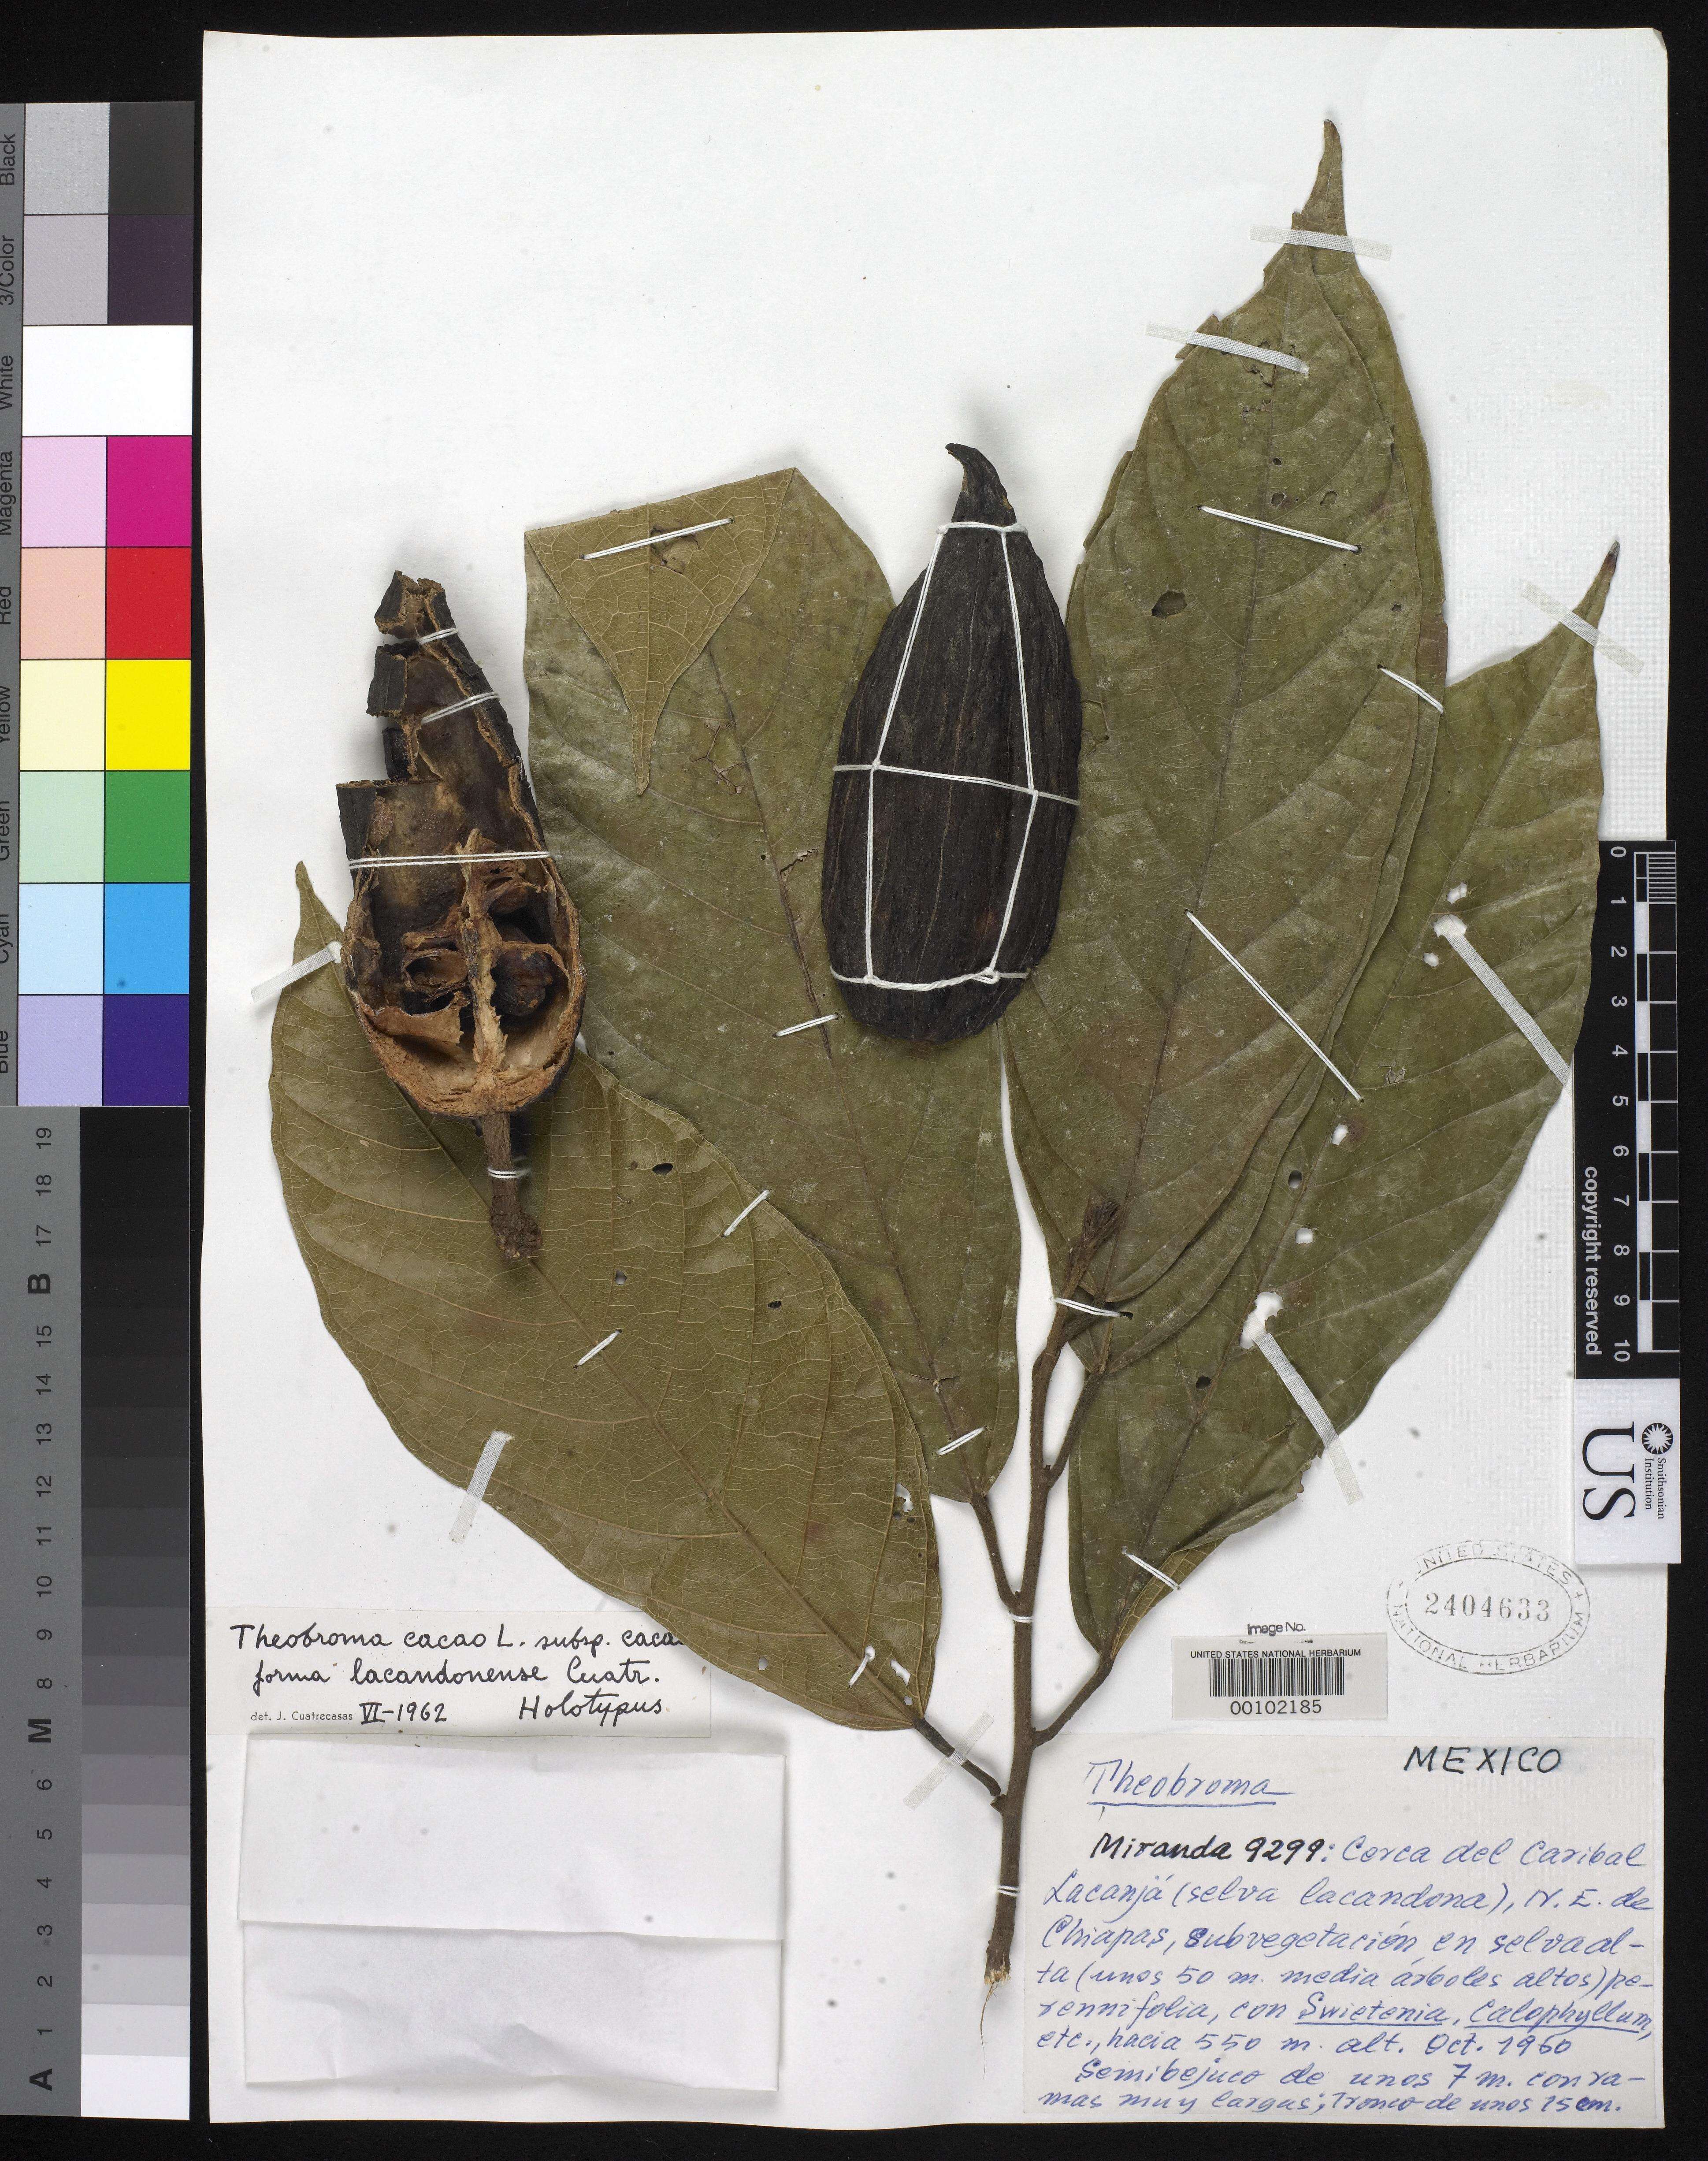 Black
3/Color
White
Magenta
Red
Yellow
Green
Cyan
Blue
19
18
17
B
15
14
13
12
11
10
9
8
M
6
5
4
3
2
1
A
0
1
2
3
4
5
6
7
8
9
10
copyright reserved
Smithsonian
Institution
US
UNITED STATES
2404633
NATIONAL HERBARIUM
Image No.
UNITED STATES NATIONAL HERBARIUM
00102185
Theobroma cacao L. subsp. caca
forma lacandonense Cuatr.
det. J. Cuatrecasas VI-1962 Holotypus
MEXICO
Theobroma
Miranda 9299: Cerca del Caribal
Lacanjá (selva lacandona), N. E. de
Chiapas, subvegetación en selva al-
ta (unos 50 m. media árboles altos) pe-
rennifolia, con Swietenia, Calophyllum,
etc., hacia 550 m. alt. Oct. 1960
Semibejuco de unos 7 m. con ra-
mas muy largas; Tronco de unos 15 cm.